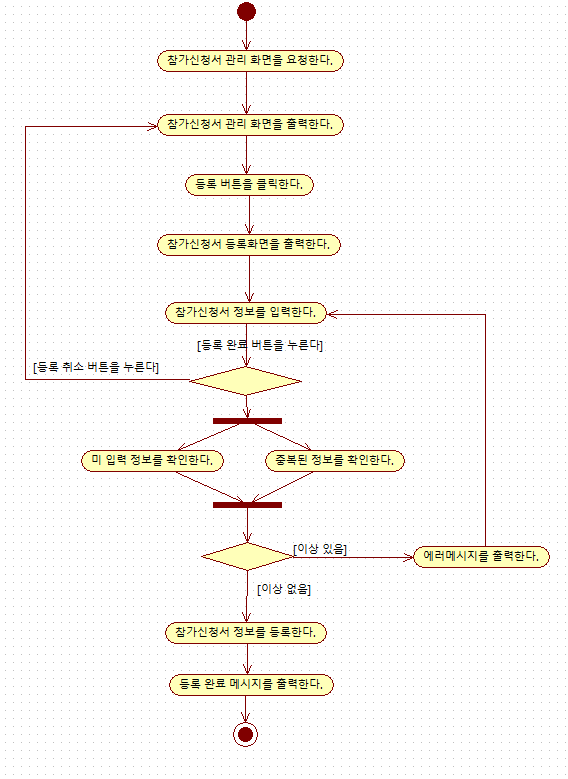 참가신청서 관리 화면을 요청한다.
참가신청서 관리 화면을 출력한다.
등록 버튼을 클릭한다.
참가신청서 등록화면을 출력한다.
참가신청서 정보를 입력한다.
[등록 완료 버튼을 누른다]
[등록 취소 버튼을 누른다]
미 입력 정보를 확인한다.
중복된 정보를 확인한다.
[이상 있음]
에러메시지를 출력한다.
[이상 없음]
참가신청서 정보를 등록한다.
등록 완료 메시지를 출력한다.